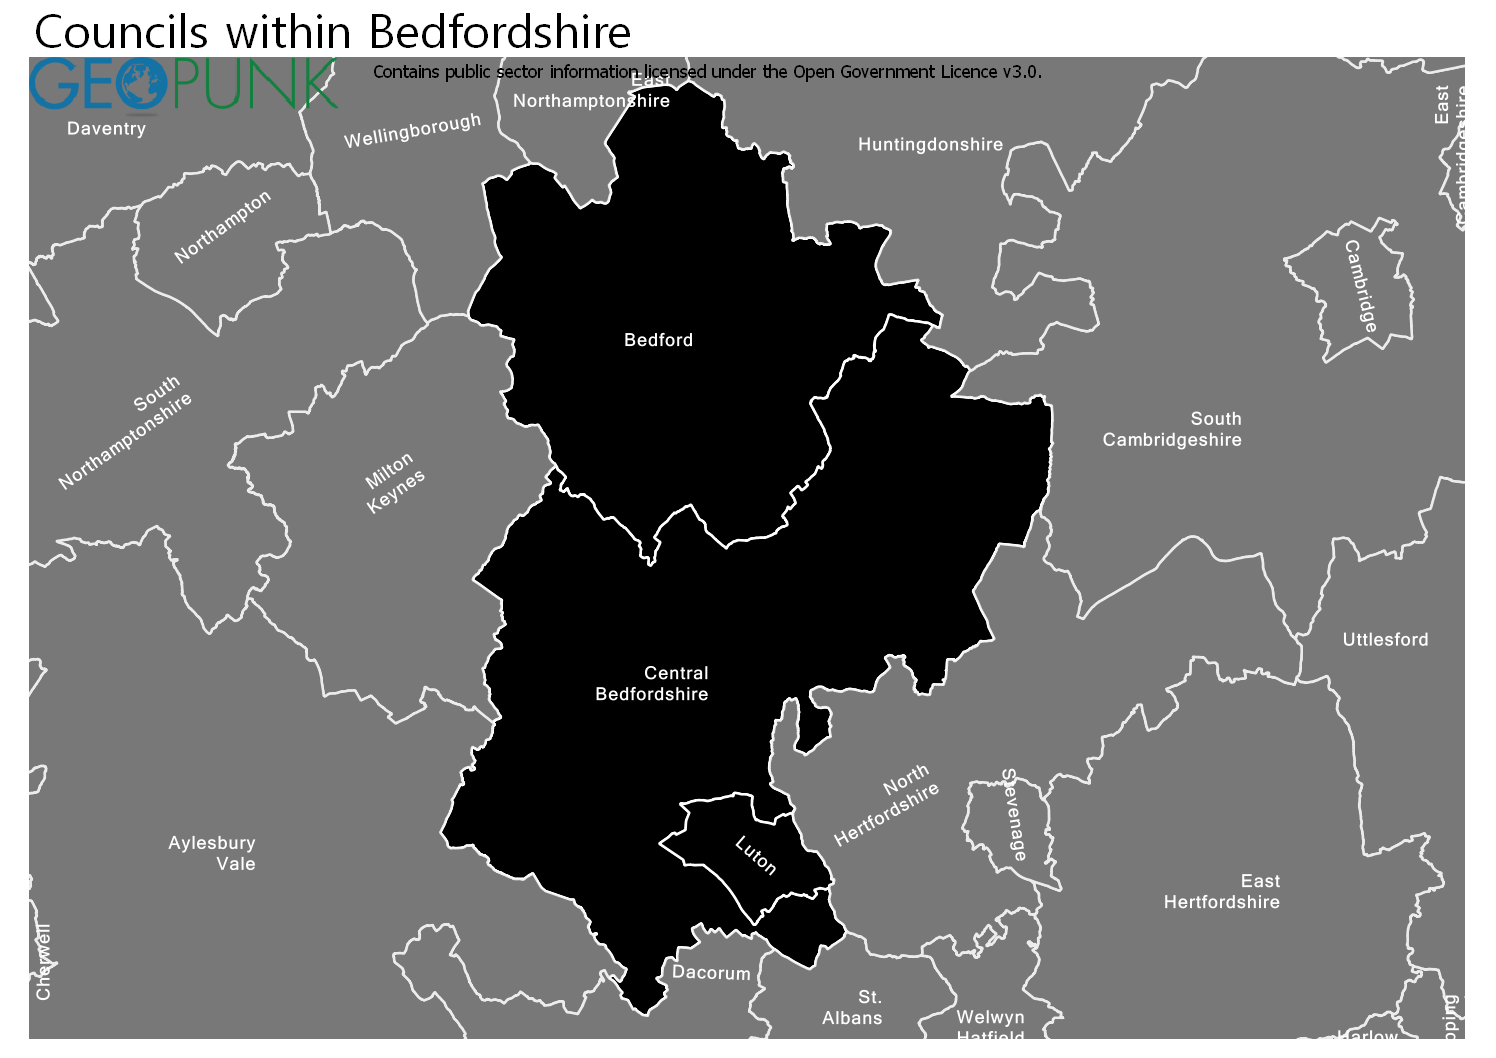 Councils within Bedfordshire
GEOPUNK
Contains public sector information licensed under the Open Government Licence v3.0.
East
Northamptonshire
Daventry
Wellingborough
Huntingdonshire
East
Cambridgeshire
Northampton
Cambridge
Bedford
South
Northamptonshire
South
Cambridgeshire
Milton
Keynes
Uttlesford
Central
Bedfordshire
North
Hertfordshire
Stevenage
Aylesbury
Vale
Luton
East
Hertfordshire
Cherwell
Dacorum
St.
Albans
Welwyn
Hatfield
Harlow
pping